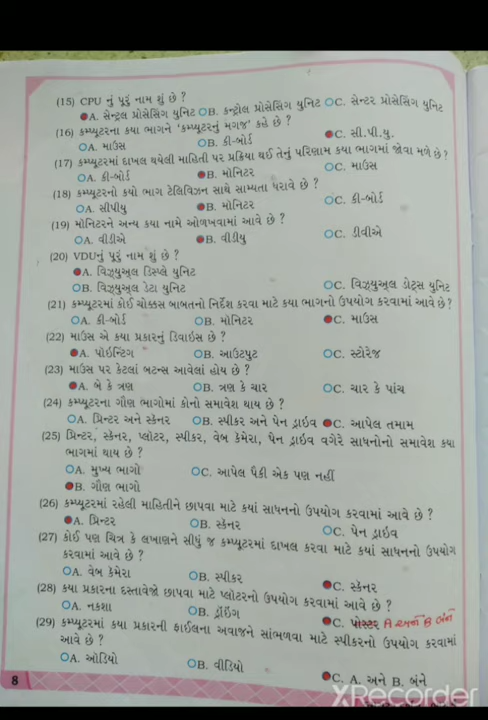 (15) CPU નું પૂરું નામ શું છે ?
A. સેન્ટ્રલ પ્રોસેસિંગ યુનિટ B. કન્ટ્રોલ પ્રોસેસિંગ યુનિટ C. સેન્ટર પ્રોસેસિંગ યુનિટ
(16) કમ્પ્યૂટરના કયા ભાગને ‘કમ્પ્યૂટરનું મગજ’ કહે છે ?
A. માઉસ B. કી-બોર્ડ C. સી.પી.યુ.
(17) કમ્પ્યૂટરમાં દાખલ થયેલી માહિતી પર પ્રક્રિયા થઈ તેનું પરિણામ કયા ભાગમાં જોવા મળે છે ?
A. કી-બોર્ડ B. મોનિટર C. માઉસ
(18) કમ્પ્યૂટરનો કયો ભાગ ટેલિવિઝન સાથે સામ્યતા ધરાવે છે ?
A. સીપીયુ B. મોનિટર C. કી-બોર્ડ
(19) મોનિટરને અન્ય કયા નામે ઓળખવામાં આવે છે ?
A. વીડીએ B. વીડીયુ C. ડીવીએ
(20) VDUનું પૂરું નામ શું છે ?
A. વિઝ્યુઅલ ડિસ્પ્લે યુનિટ
B. વિઝ્યુઅલ ડેટા યુનિટ C. વિઝ્યુઅલ ડોટ્સ યુનિટ
(21) કમ્પ્યૂટરમાં કોઈ ચોક્કસ બાબતનો નિર્દેશ કરવા માટે કયા ભાગનો ઉપયોગ કરવામાં આવે છે ?
A. કી-બોર્ડ B. મોનિટર C. માઉસ
(22) માઉસ એ કયા પ્રકારનું ડિવાઇસ છે ?
A. પોઇન્ટિંગ B. આઉટપુટ C. સ્ટોરેજ
(23) માઉસ પર કેટલાં બટન્સ આવેલાં હોય છે ?
A. બે કે ત્રણ B. ત્રણ કે ચાર C. ચાર કે પાંચ
(24) કમ્પ્યૂટરના ગૌણ ભાગોમાં કોનો સમાવેશ થાય છે ?
A. પ્રિન્ટર અને સ્કેનર B. સ્પીકર અને પેન ડ્રાઇવ C. આપેલ તમામ
(25) પ્રિન્ટર, સ્કેનર, પ્લોટર, સ્પીકર, વેબ કેમેરા, પેન ડ્રાઇવ વગેરે સાધનોનો સમાવેશ કયા
ભાગમાં થાય છે ?
A. મુખ્ય ભાગો C. આપેલ પૈકી એક પણ નહીં
B. ગૌણ ભાગો
(26) કમ્પ્યૂટરમાં રહેલી માહિતીને છાપવા માટે કયાં સાધનનો ઉપયોગ કરવામાં આવે છે ?
A. પ્રિન્ટર B. સ્કેનર C. પેન ડ્રાઇવ
(27) કોઈ પણ ચિત્ર કે લખાણને સીધું જ કમ્પ્યૂટરમાં દાખલ કરવા માટે કયાં સાધનનો ઉપયોગ
કરવામાં આવે છે ?
A. વેબ કેમેરા B. સ્પીકર C. સ્કેનર
(28) કયા પ્રકારના દસ્તાવેજો છાપવા માટે પ્લોટરનો ઉપયોગ કરવામાં આવે છે ?
A. નકશા B. ડ્રૉઇંગ C. પોસ્ટર A અને B બંને
(29) કમ્પ્યૂટરમાં કયા પ્રકારની ફાઈલના અવાજને સાંભળવા માટે સ્પીકરનો ઉપયોગ કરવામાં
આવે છે ?
A. ઓડિયો B. વીડિયો C. A. અને B. બંને
8
XRecorder